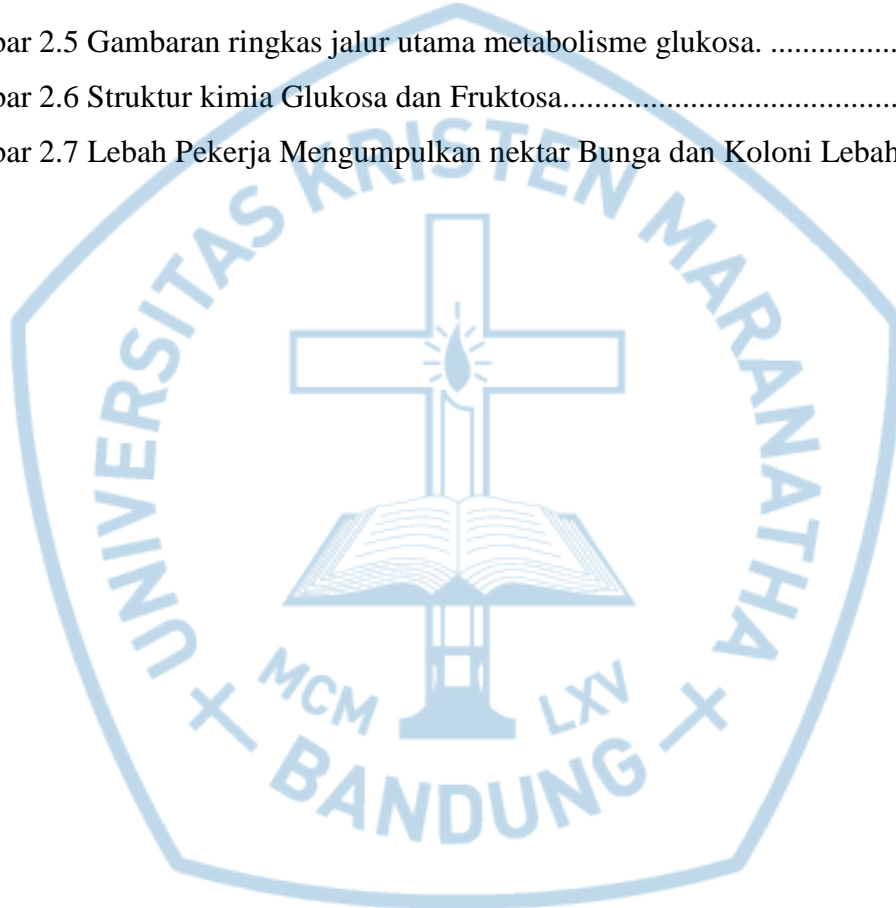 bar 2.5 Gambaran ringkas jalur utama metabolisme glukosa. ..................
bar 2.6 Struktur kimia Glukosa dan Fruktosa...............................................
bar 2.7 Lebah Pekerja Mengumpulkan nektar Bunga dan Koloni Lebah
UNIVERSITAS KRISTEN MARANATHA
MCM LXV
BANDUNG